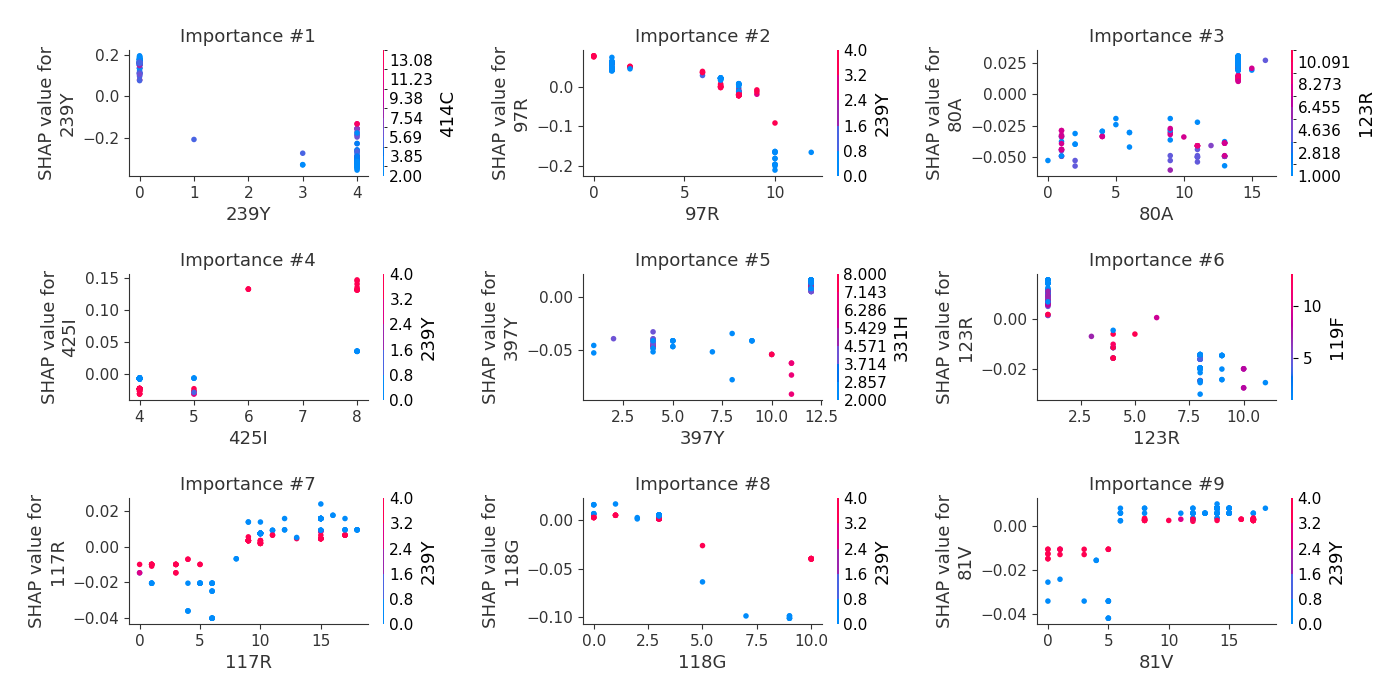 Importance #1
SHAP value for
239Y
0.2
0.0
−0.2
0
1
2
3
4
239Y
13.08
11.23
9.38
7.54
5.69
3.85
2.00
414C
Importance #2
SHAP value for
97R
0.0
−0.1
−0.2
0
5
10
97R
4.0
3.2
2.4
1.6
0.8
0.0
239Y
Importance #3
SHAP value for
80A
0.025
0.000
−0.025
−0.050
0
5
10
15
80A
10.091
8.273
6.455
4.636
2.818
1.000
123R
Importance #4
SHAP value for
425I
0.15
0.10
0.05
0.00
4
5
6
7
8
425I
4.0
3.2
2.4
1.6
0.8
0.0
239Y
Importance #5
SHAP value for
397Y
0.00
−0.05
2.5
5.0
7.5
10.0
12.5
397Y
8.000
7.143
6.286
5.429
4.571
3.714
2.857
2.000
331H
Importance #6
SHAP value for
123R
0.00
−0.02
2.5
5.0
7.5
10.0
123R
10
5
119F
Importance #7
SHAP value for
117R
0.02
0.00
−0.02
−0.04
0
5
10
15
117R
4.0
3.2
2.4
1.6
0.8
0.0
239Y
Importance #8
SHAP value for
118G
0.00
−0.05
−0.10
0.0
2.5
5.0
7.5
10.0
118G
4.0
3.2
2.4
1.6
0.8
0.0
239Y
Importance #9
SHAP value for
81V
0.00
−0.02
−0.04
0
5
10
15
81V
4.0
3.2
2.4
1.6
0.8
0.0
239Y